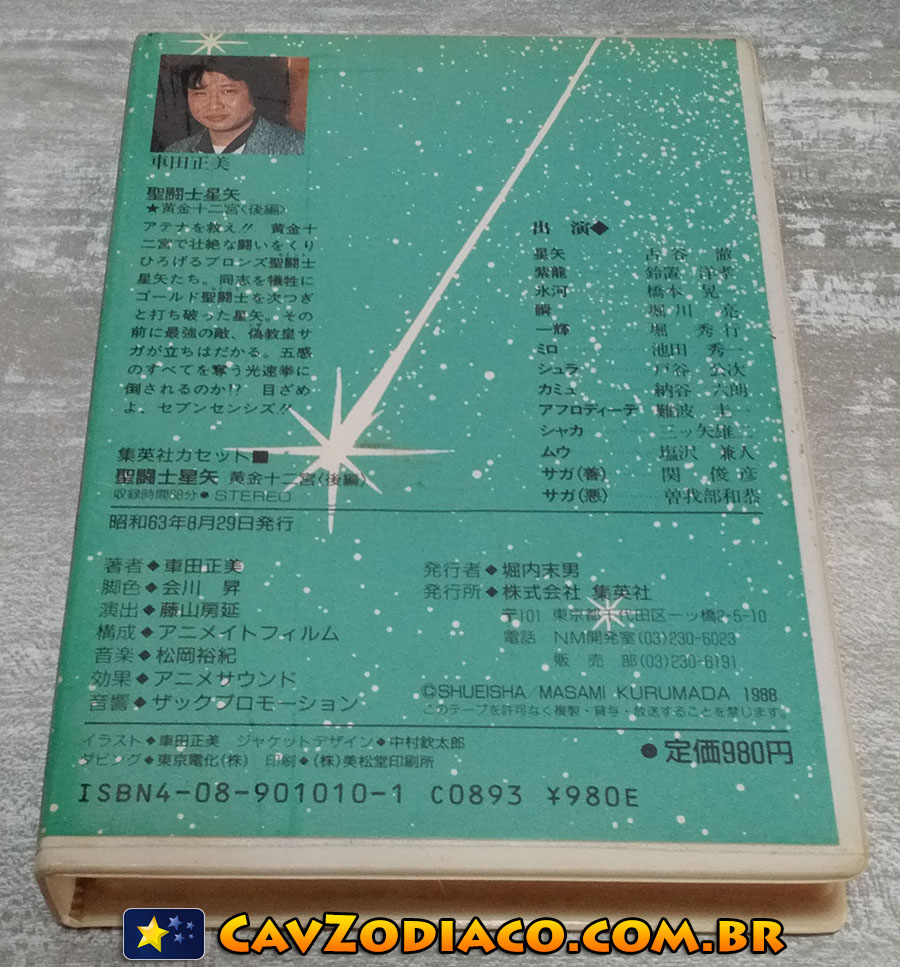 車田正美
聖闘士星矢
★黄金十二宮〈後編〉
アテナを救え!! 黄金十
二宮で壮絶な闘いをくり
ひろげるブロンズ聖闘士
星矢たち。同志を犠牲に
ゴールド聖闘士を次つぎ
と打ち破った星矢。その
前に最強の敵、偽教皇サ
ガが立ちはだかる。五感
のすべてを奪う光速拳に
倒されるのか!? 目ざめ
よ、セブンセンシズ!!
出演◆
星矢 古谷 徹
紫龍 鈴置洋孝
氷河 橋本晃一
瞬 堀川 亮
一輝 堀 秀行
ミロ 池田秀一
シュラ 戸谷公次
カミュ 納谷六朗
アフロディーテ 難波圭一
シャカ 三ッ矢雄二
ムウ 塩沢兼人
サガ(善) 関 俊彦
サガ(悪) 曽我部和恭
集英社カセット■
聖闘士星矢 黄金十二宮〈後編〉
収録時間68分●STEREO
昭和63年8月29日発行
著者◆車田正美
脚色◆会川 昇
演出◆藤山房延
構成◆アニメイトフィルム
音楽◆松岡裕紀
効果◆アニメサウンド
音響◆ザックプロモーション
発行者◆堀内末男
発行所◆株式会社 集英社
〒101 東京都千代田区一ッ橋2-5-10
電話 NM開発室(03)230-6023
販売部(03)230-6191
©SHUEISHA/MASAMI KURUMADA 1988
このテープを許可なく複製・貸与・放送することを禁じます。
イラスト◆車田正美 ジャケットデザイン◆中村欽太郎
ダビング◆東京電化(株) 印刷◆(株)美松堂印刷所
●定価980円
ISBN4-08-901010-1 C0893 ¥980E
CAVZODIACO.COM.BR